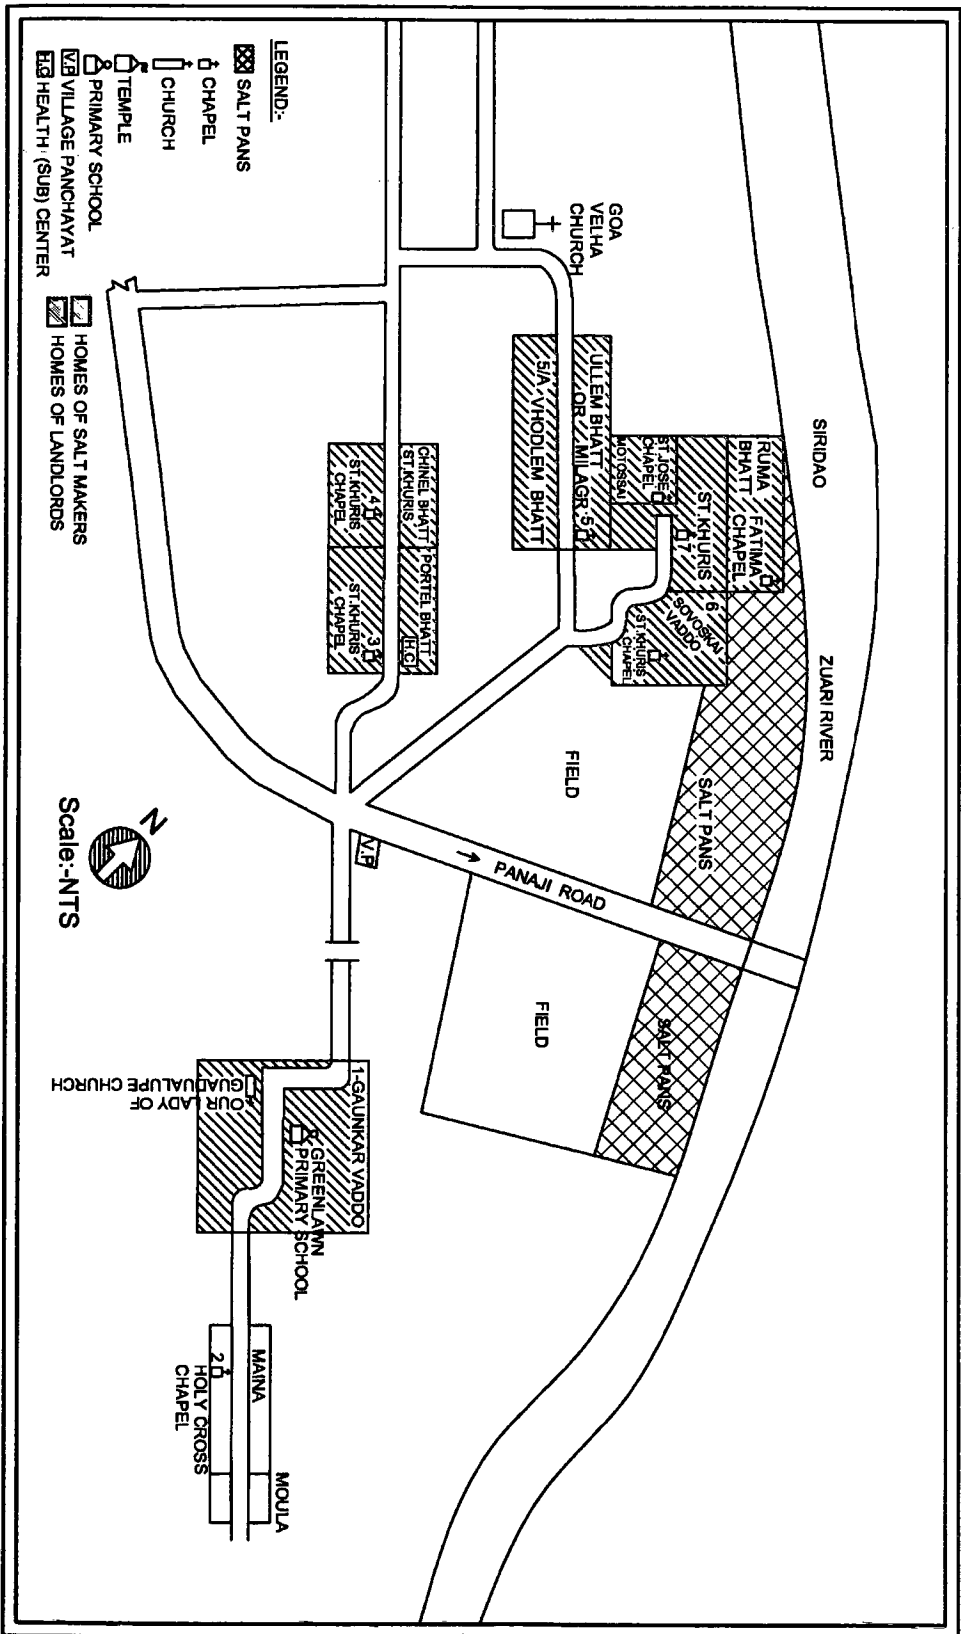 SIRIDAO
ZUARI RIVER
GOA
VELHA
CHURCH
ULLEM BHATT
OR MILAGR 5
5/A VHODLEM BHATT
RUMA
BHATT
FATIMA
CHAPEL
ST.KHURIS
7
ST.JOSE
CHAPEL
MOTOSSAI
6
SOVOSKAI
VADDO
ST.KHURIS
CHAPEL
SALT PANS
SALT PANS
FIELD
FIELD
PANAJI ROAD
V.P
CHINEL BHATT
ST.KHURIS
4
ST.KHURIS
CHAPEL
PORTEL BHATT
H.C
3
ST.KHURIS
CHAPEL
1-GAUNKAR VADDO
GREENLAWN
PRIMARY SCHOOL
OUR LADY OF
GUADUALUPE CHURCH
MAINA
2
HOLY CROSS
CHAPEL
MOULA
N
Scale:-NTS
LEGEND:-
SALT PANS
CHAPEL
CHURCH
TEMPLE
PRIMARY SCHOOL
V.P VILLAGE PANCHAYAT
H.C HEALTH (SUB) CENTER
HOMES OF SALT MAKERS
HOMES OF LANDLORDS